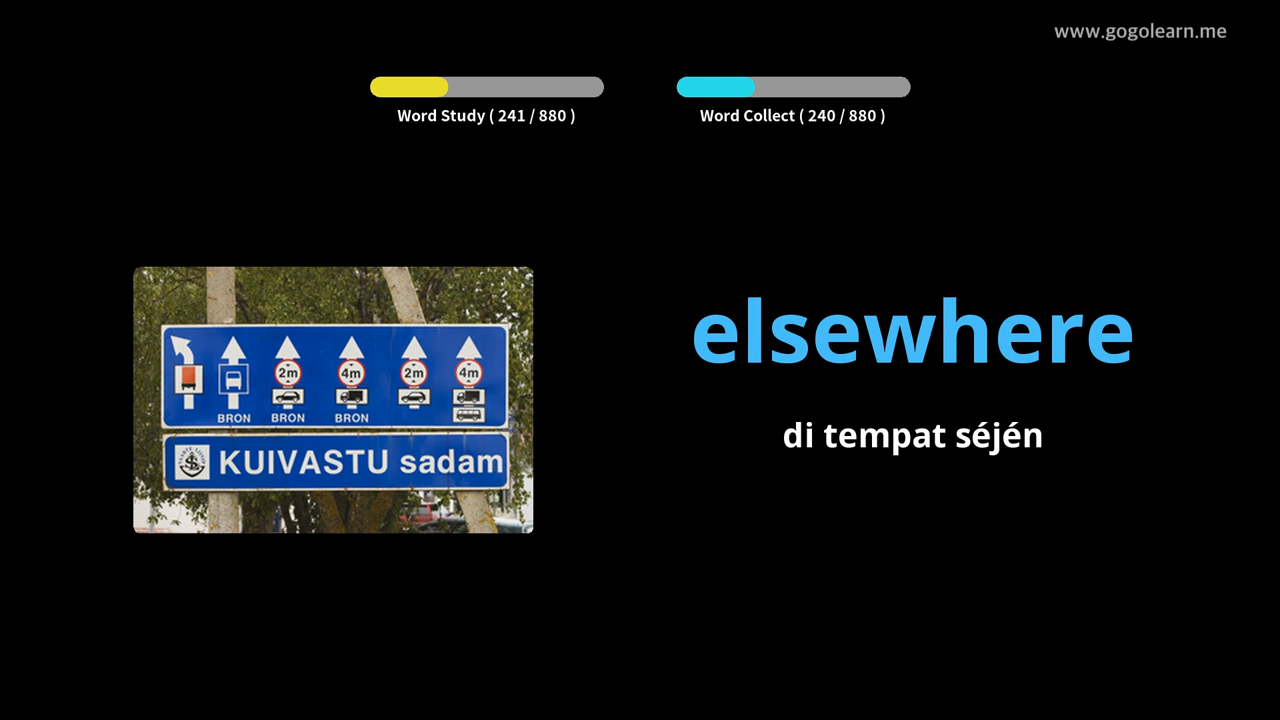 www.gogolearn.me
Word Study ( 241 / 880 )
Word Collect ( 240 / 880 )
2m
4m
2m
4m
BRON
BRON
BRON
KUIVASTU sadam
elsewhere
di tempat séjén